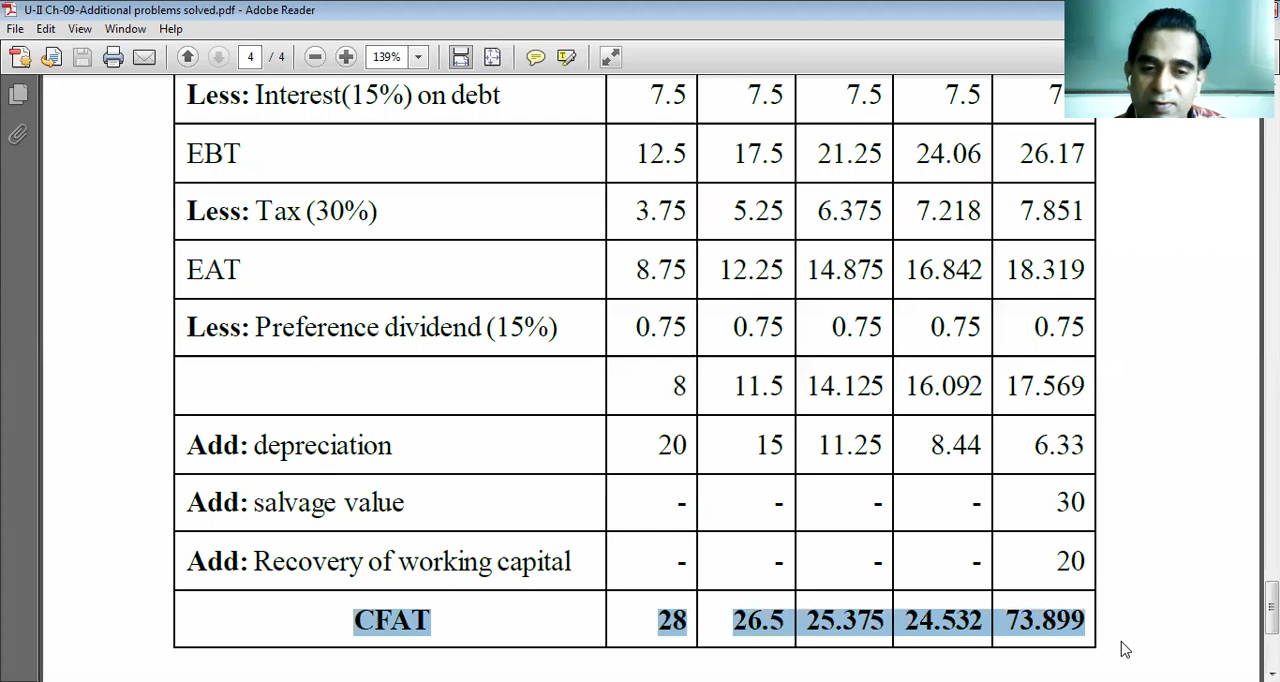 U-II Ch-09-Additional problems solved.pdf - Adobe Reader
File Edit View Window Help
4 / 4 139%
Less: Interest(15%) on debt 7.5 7.5 7.5 7.5
EBT 12.5 17.5 21.25 24.06 26.17
Less: Tax (30%) 3.75 5.25 6.375 7.218 7.851
EAT 8.75 12.25 14.875 16.842 18.319
Less: Preference dividend (15%) 0.75 0.75 0.75 0.75 0.75
8 11.5 14.125 16.092 17.569
Add: depreciation 20 15 11.25 8.44 6.33
Add: salvage value - - - - 30
Add: Recovery of working capital - - - - 20
CFAT 28 26.5 25.375 24.532 73.899